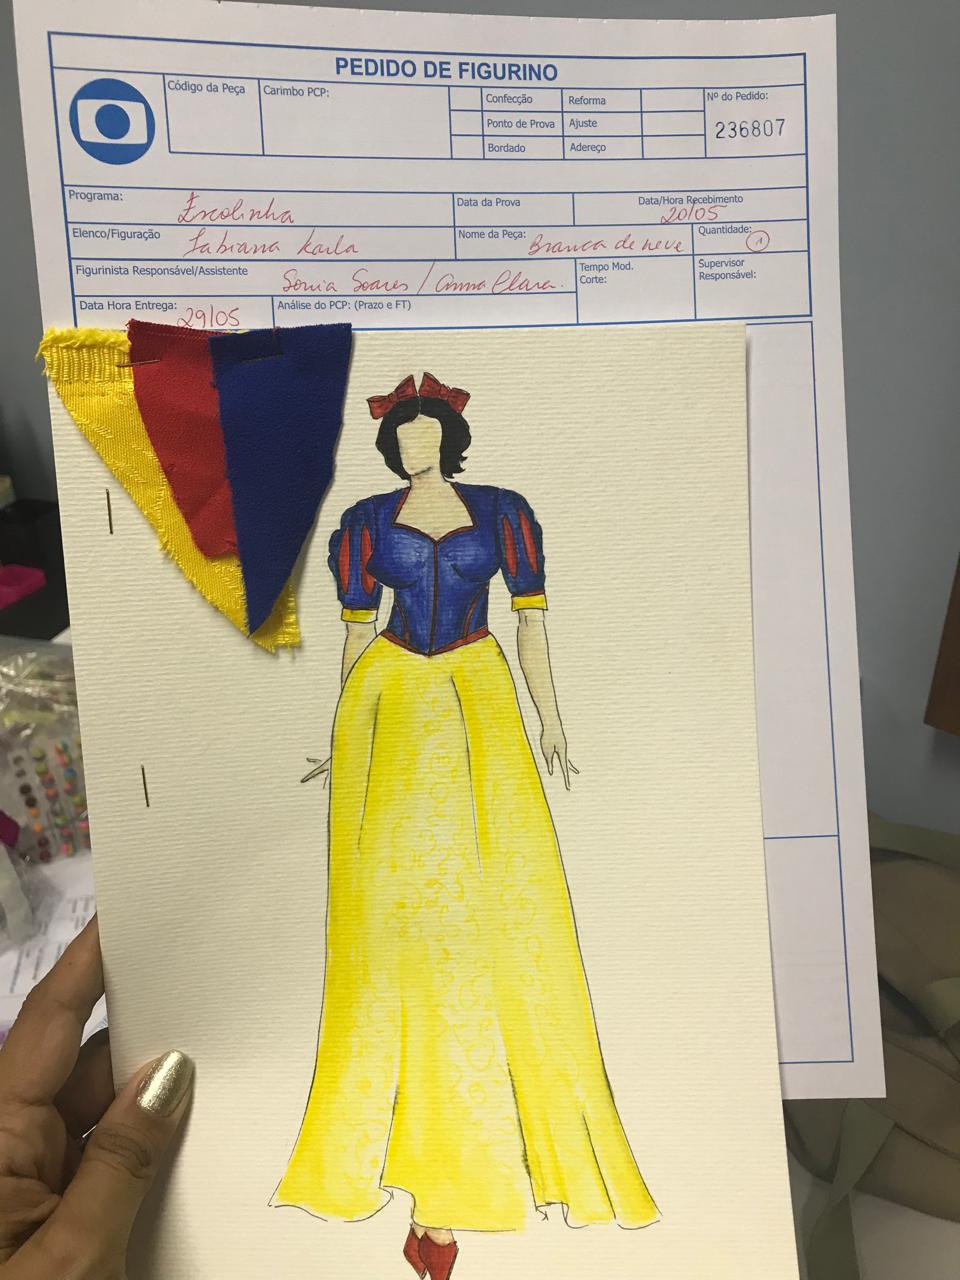 PEDIDO DE FIGURINO
Código da Peça
Carimbo PCP:
Confecção
Reforma
Ponto de Prova
Ajuste
Bordado
Adereço
Nº do Pedido:
236807
Programa:
Escolinha
Data da Prova
Data/Hora Recebimento
20/05
Elenco/Figuração
Fabiana Karla
Nome da Peça:
Branca de neve
Quantidade:
1
Figurinista Responsável/Assistente
Sonia Soares / Anna Clara.
Tempo Mod.
Corte:
Supervisor
Responsável:
Data Hora Entrega:
29/05
Análise do PCP: (Prazo e FT)